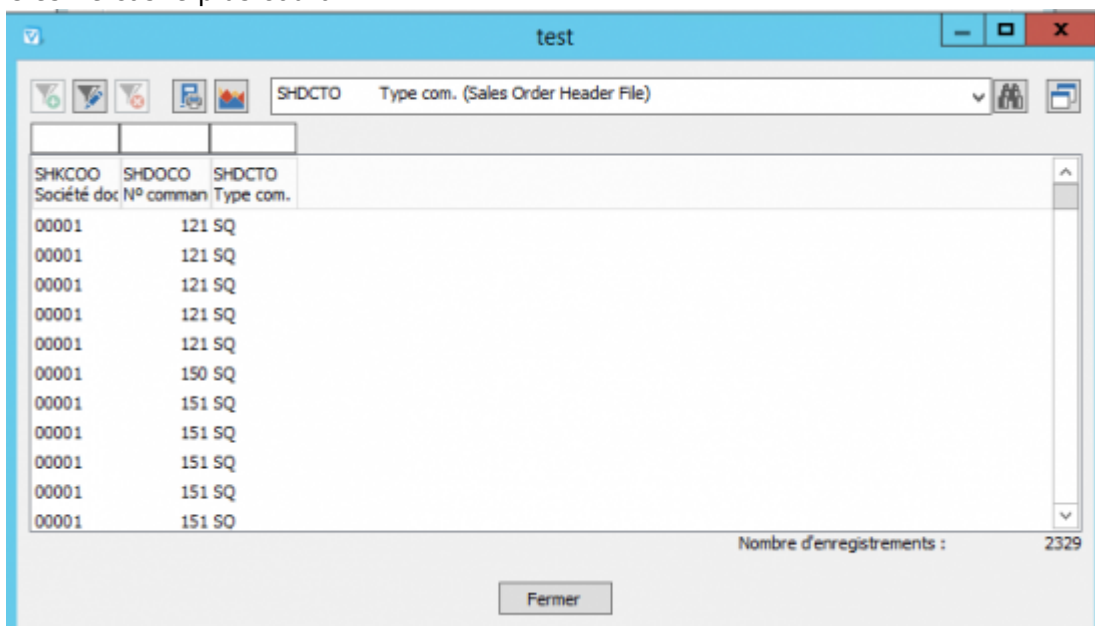 test
SHDCTO Type com. (Sales Order Header File)
SHKCOO SHDOCO SHDCTO
Société doc Nº comman Type com.
00001 121 SQ
00001 121 SQ
00001 121 SQ
00001 121 SQ
00001 121 SQ
00001 150 SQ
00001 151 SQ
00001 151 SQ
00001 151 SQ
00001 151 SQ
00001 151 SQ
Nombre d'enregistrements : 2329
Fermer